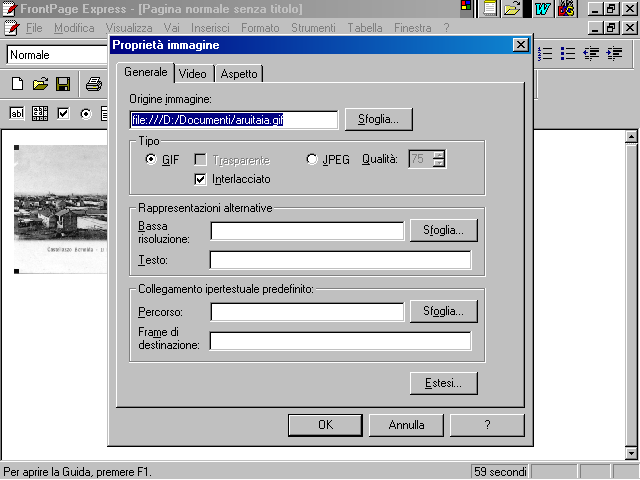 FrontPage Express - [Pagina normale senza titolo]
File Modifica Visualizza Vai Inserisci Formato Strumenti Tabella Finestra ?
Normale
Proprietà immagine
Generale Video Aspetto
Origine immagine:
file:///D:/Documenti/aruitaia.gif Sfoglia...
Tipo
GIF Trasparente JPEG Qualità: 75
Interlacciato
Rappresentazioni alternative
Bassa
risoluzione: Sfoglia...
Testo:
Castellazzo Bormida - Il
Collegamento ipertestuale predefinito:
Percorso: Sfoglia...
Frame di
destinazione:
Estesi...
OK Annulla ?
Per aprire la Guida, premere F1. 59 secondi